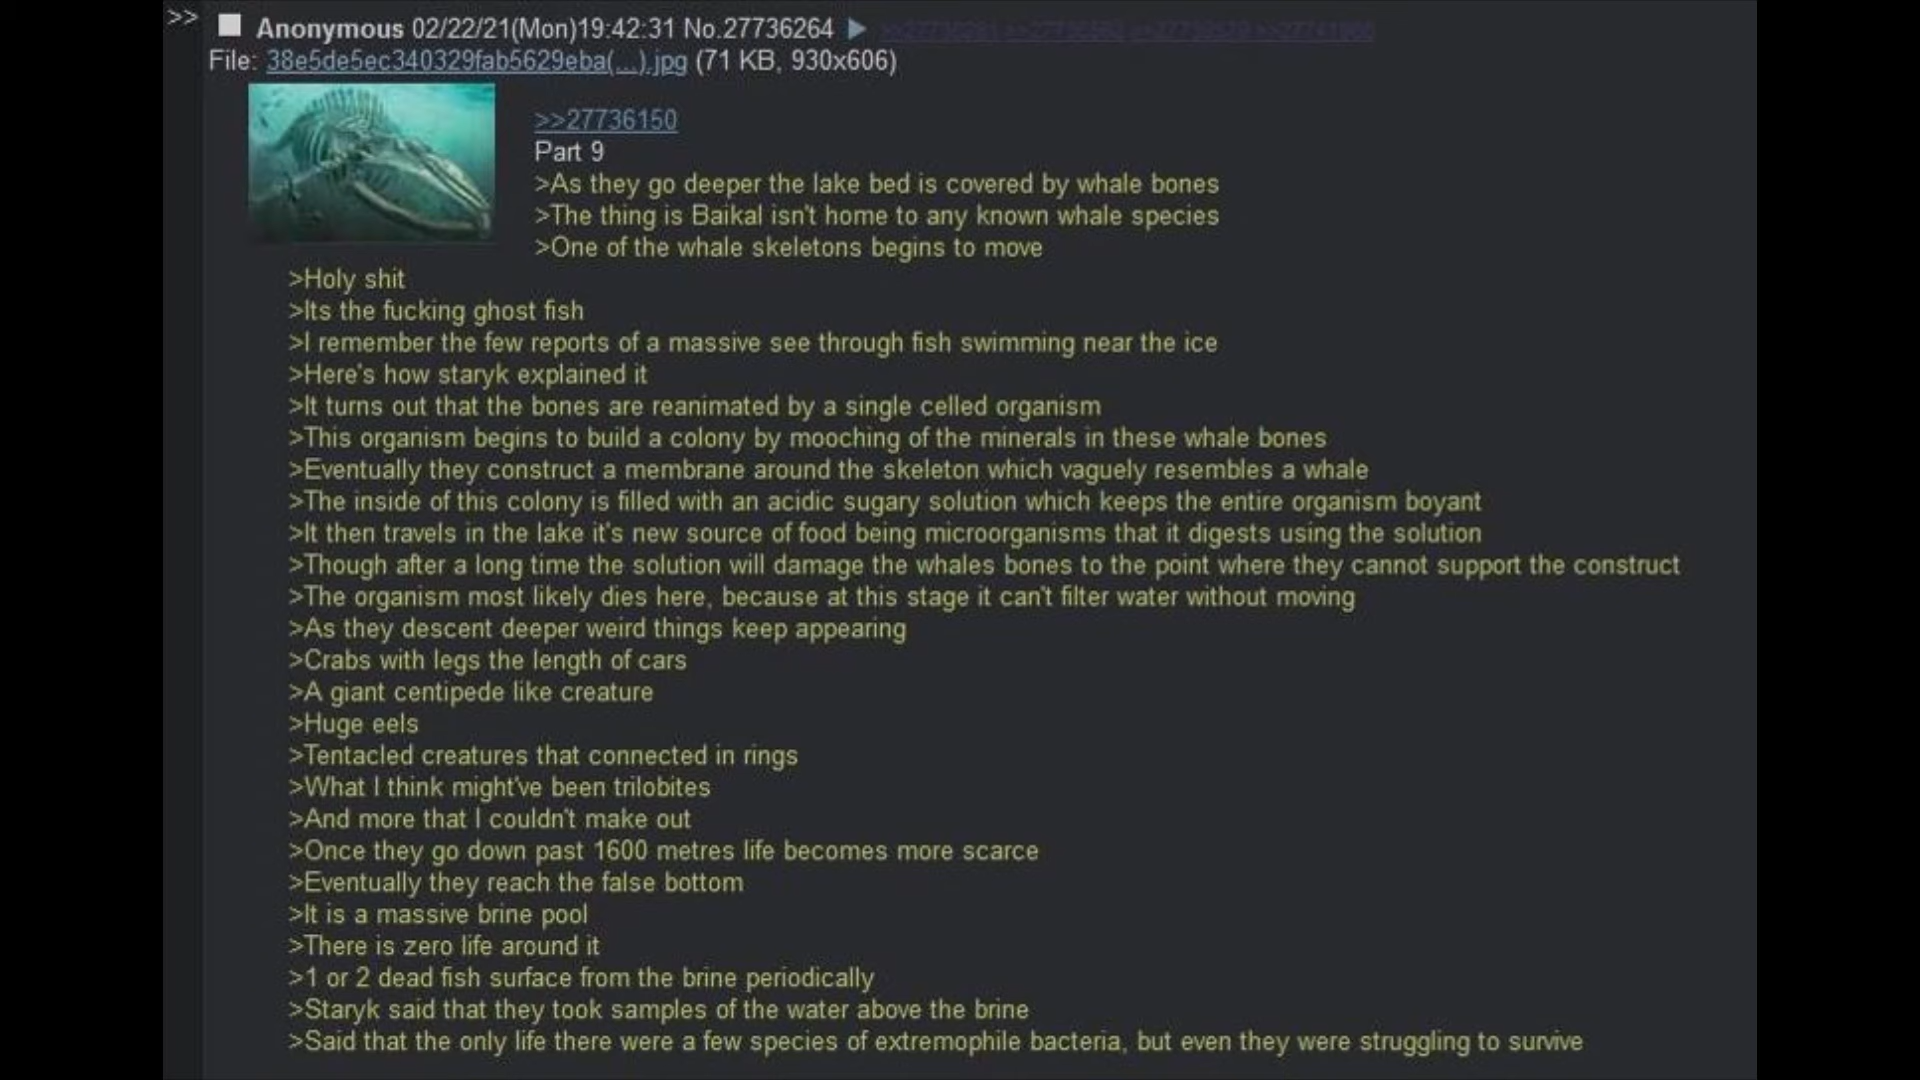 >> Anonymous 02/22/21(Mon)19:42:31 No.27736264
File: 38e5de5ec340329fab5629eba(...).jpg (71 KB, 930x606)
>>27736150
Part 9
>As they go deeper the lake bed is covered by whale bones
>The thing is Baikal isn't home to any known whale species
>One of the whale skeletons begins to move
>Holy shit
>Its the fucking ghost fish
>I remember the few reports of a massive see through fish swimming near the ice
>Here's how staryk explained it
>It turns out that the bones are reanimated by a single celled organism
>This organism begins to build a colony by mooching of the minerals in these whale bones
>Eventually they construct a membrane around the skeleton which vaguely resembles a whale
>The inside of this colony is filled with an acidic sugary solution which keeps the entire organism boyant
>It then travels in the lake it's new source of food being microorganisms that it digests using the solution
>Though after a long time the solution will damage the whales bones to the point where they cannot support the construct
>The organism most likely dies here, because at this stage it can't filter water without moving
>As they descent deeper weird things keep appearing
>Crabs with legs the length of cars
>A giant centipede like creature
>Huge eels
>Tentacled creatures that connected in rings
>What I think might've been trilobites
>And more that I couldn't make out
>Once they go down past 1600 metres life becomes more scarce
>Eventually they reach the false bottom
>It is a massive brine pool
>There is zero life around it
>1 or 2 dead fish surface from the brine periodically
>Staryk said that they took samples of the water above the brine
>Said that the only life there were a few species of extremophile bacteria, but even they were struggling to survive